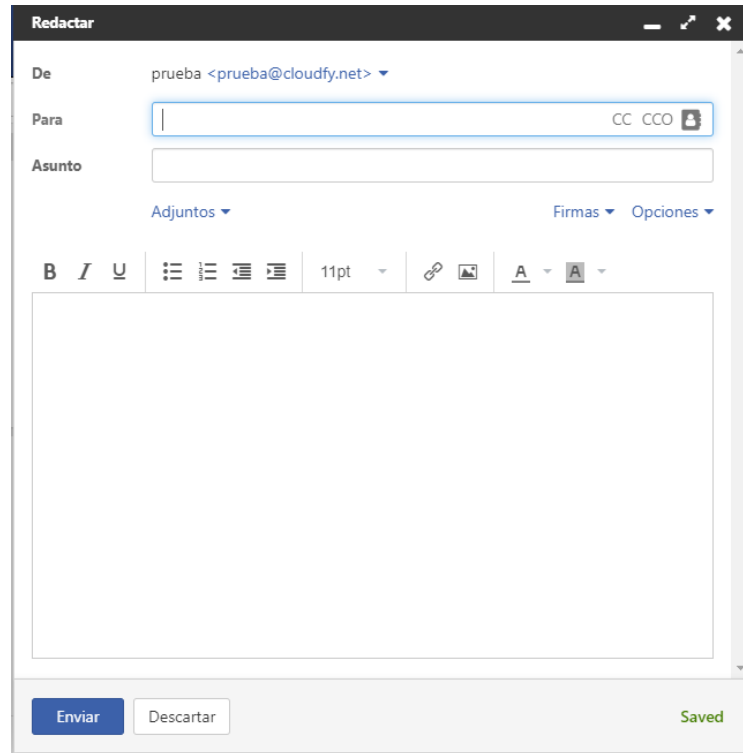 Redactar
De prueba <prueba@cloudfy.net>
Para CC CCO
Asunto
Adjuntos Firmas Opciones
B I U 11pt A A
Enviar Descartar Saved